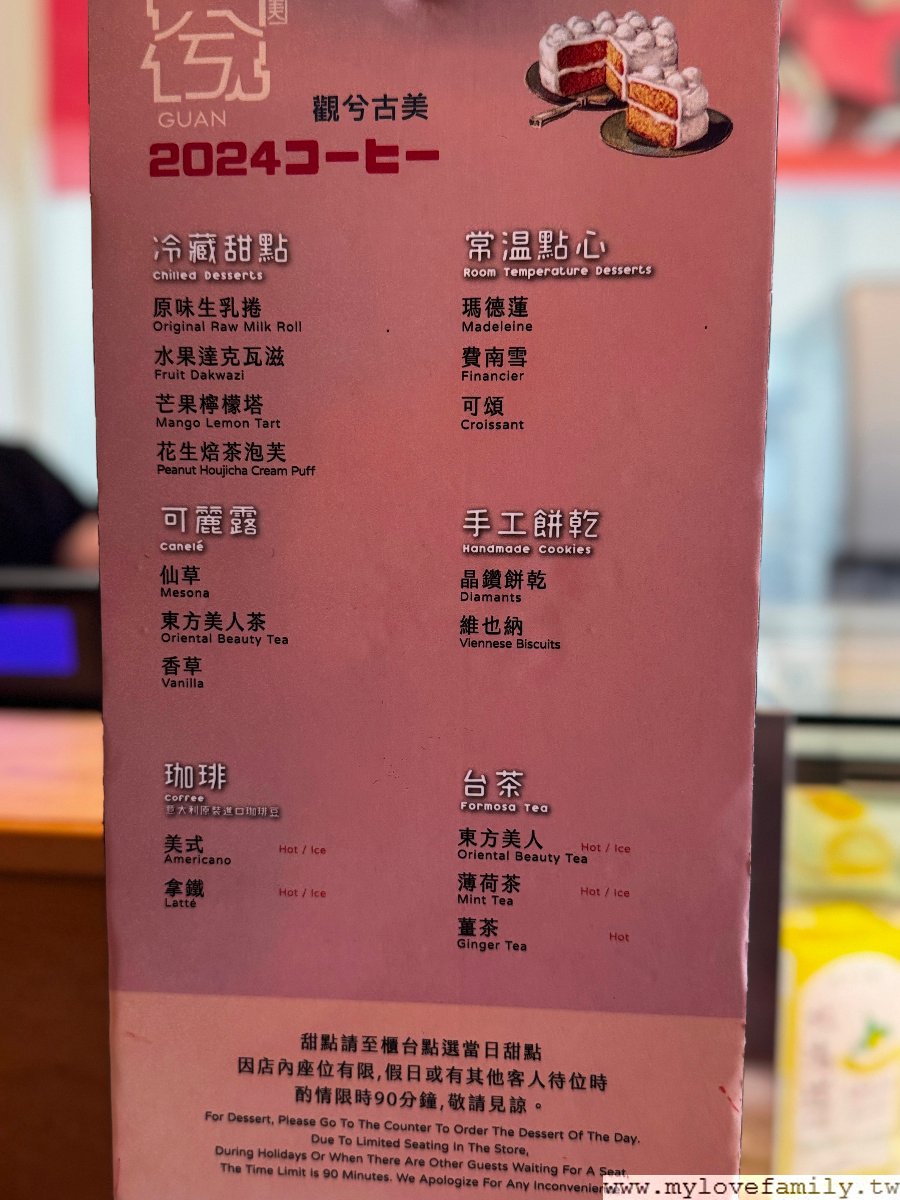 美
GUAN
觀兮古美
2024コーヒー
冷藏甜點
Chilled Desserts
原味生乳捲
Original Raw Milk Roll
水果達克瓦滋
Fruit Dakwazi
芒果檸檬塔
Mango Lemon Tart
花生焙茶泡芙
Peanut Houjicha Cream Puff
常温點心
Room Temperature Desserts
瑪德蓮
Madeleine
費南雪
Financier
可頌
Croissant
可麗露
Canelé
仙草
Mesona
東方美人茶
Oriental Beauty Tea
香草
Vanilla
手工餅乾
Handmade Cookies
晶鑽餅乾
Diamants
維也納
Viennese Biscuits
珈琲
Coffee
意大利原裝進口珈琲豆
美式 Hot / Ice
Americano
拿鐵 Hot / Ice
Latté
台茶
Formosa Tea
東方美人 Hot / Ice
Oriental Beauty Tea
薄荷茶 Hot / Ice
Mint Tea
薑茶 Hot
Ginger Tea
甜點請至櫃台點選當日甜點
因店內座位有限,假日或有其他客人待位時
酌情限時90分鐘,敬請見諒。
For Dessert, Please Go To The Counter To Order The Dessert Of The Day.
Due To Limited Seating In The Store,
During Holidays Or When There Are Other Guests Waiting For A Seat,
The Time Limit Is 90 Minutes. We Apologize For Any Inconvenience
www.mylovefamily.tw